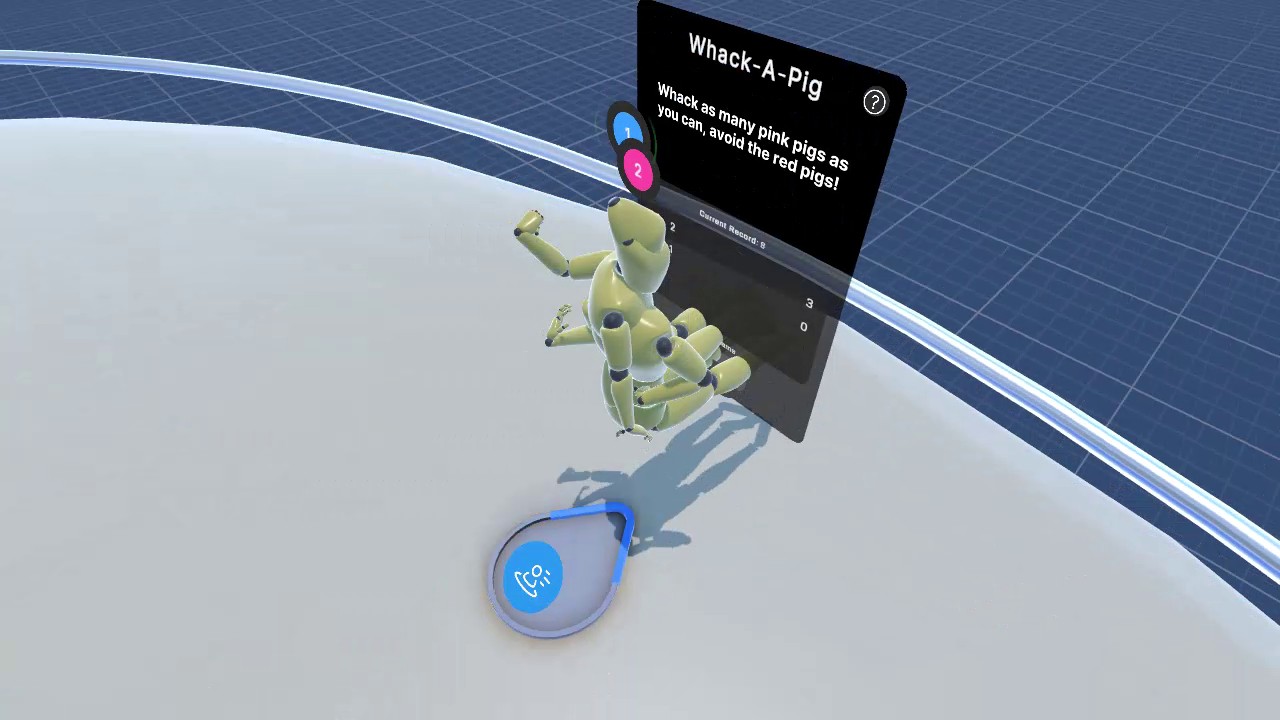 Whack-A-Pig
?
Whack as many pink pigs as
you can, avoid the red pigs!
1
2
Current Record: 8
2
3
0